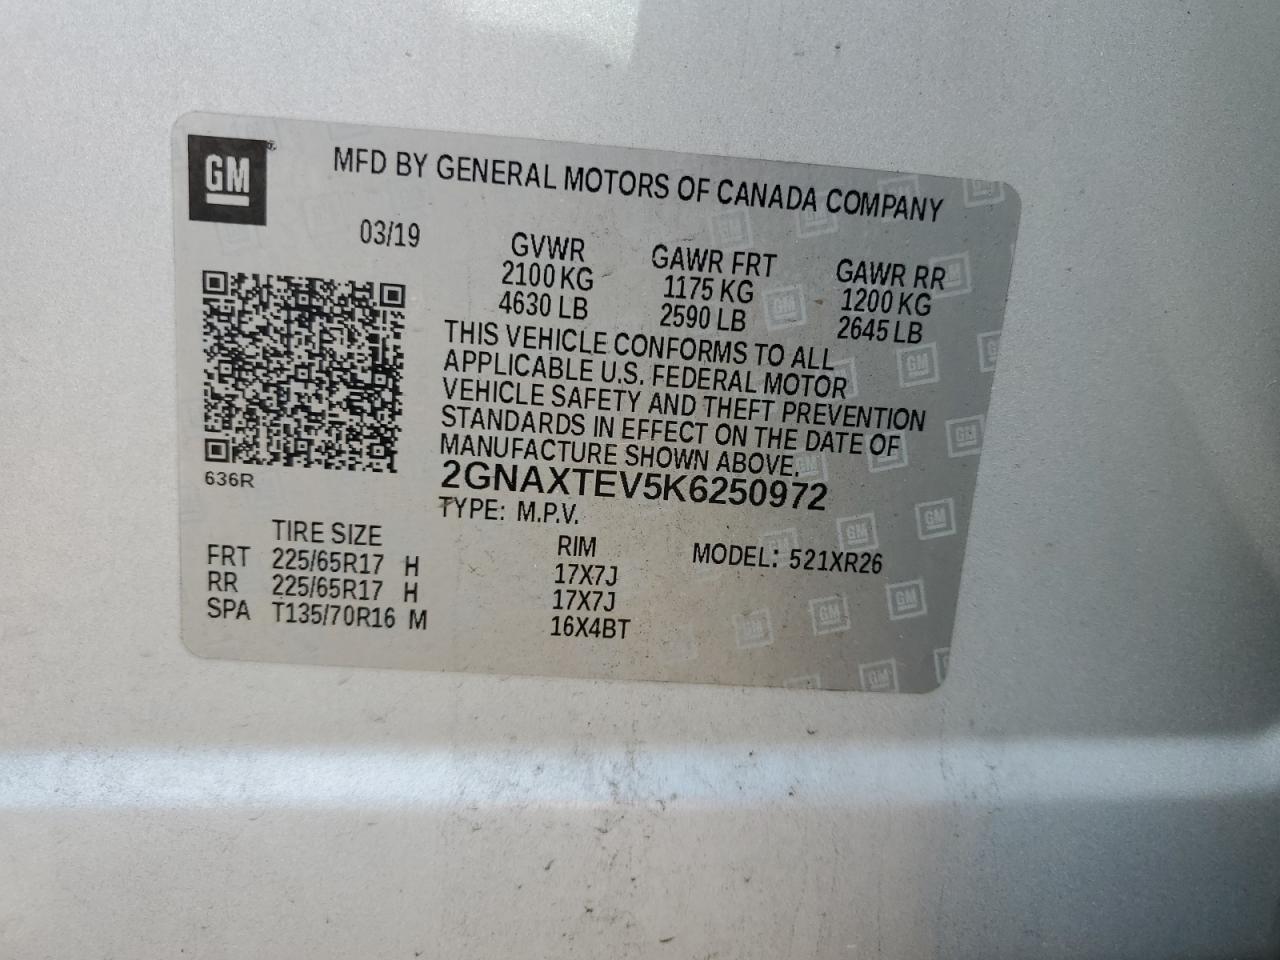 GM
MFD BY GENERAL MOTORS OF CANADA COMPANY
03/19
GVWR GAWR FRT GAWR RR
2100 KG 1175 KG 1200 KG
4630 LB 2590 LB 2645 LB
THIS VEHICLE CONFORMS TO ALL
APPLICABLE U.S. FEDERAL MOTOR
VEHICLE SAFETY AND THEFT PREVENTION
STANDARDS IN EFFECT ON THE DATE OF
MANUFACTURE SHOWN ABOVE.
636R
2GNAXTEV5K6250972
TYPE: M.P.V.
TIRE SIZE RIM MODEL: 521XR26
FRT 225/65R17 H 17X7J
RR 225/65R17 H 17X7J
SPA T135/70R16 M 16X4BT